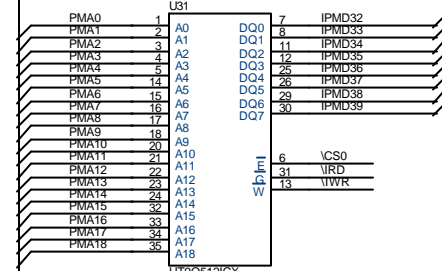 U31
PMA0 1 A0 DQ0 7 IPMD32
PMA1 2 A1 DQ1 8 IPMD33
PMA2 3 A2 DQ2 11 IPMD34
PMA3 4 A3 DQ3 12 IPMD35
PMA4 5 A4 DQ4 25 IPMD36
PMA5 14 A5 DQ5 26 IPMD37
PMA6 15 A6 DQ6 29 IPMD38
PMA7 16 A7 DQ7 30 IPMD39
PMA8 17 A8
PMA9 18 A9
PMA10 20 A10
PMA11 21 A11 E 6 \CS0
PMA12 22 A12 G 31 \IRD
PMA13 23 A13 W 13 \IWR
PMA14 24 A14
PMA15 32 A15
PMA16 33 A16
PMA17 34 A17
PMA18 35 A18